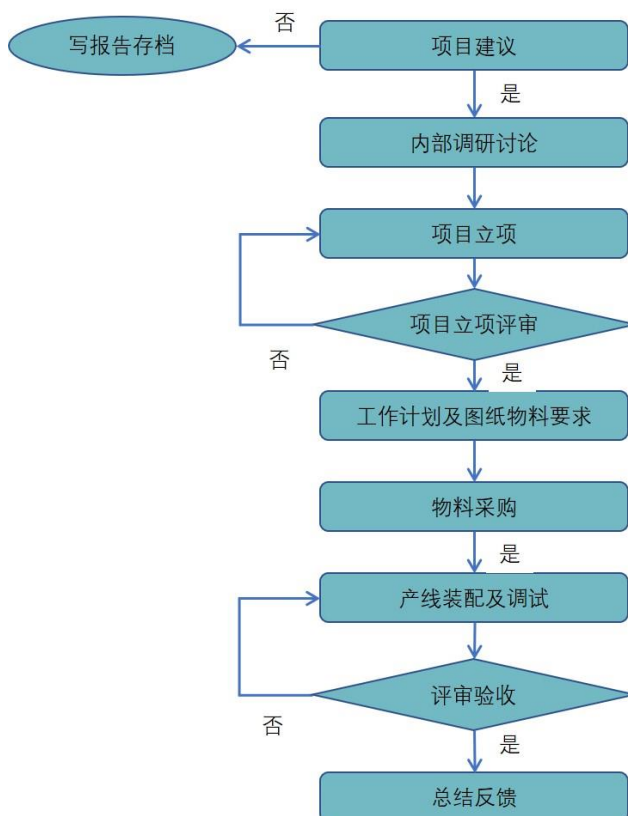 否
写报告存档
项目建议
是
内部调研讨论
项目立项
项目立项评审
否
是
工作计划及图纸物料要求
物料采购
是
产线装配及调试
评审验收
否
是
总结反馈